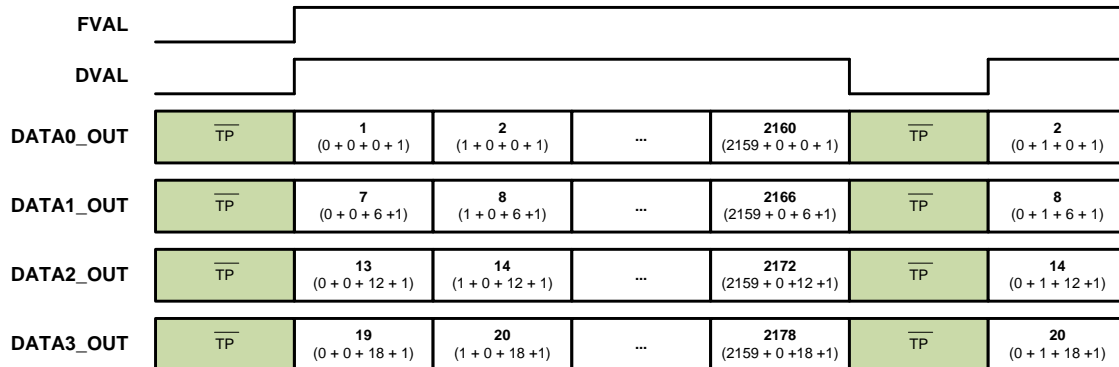 FVAL
DVAL
DATA0_OUT TP 1 2 ... 2160 TP 2
(0 + 0 + 0 + 1) (1 + 0 + 0 + 1) (2159 + 0 + 0 + 1) (0 + 1 + 0 + 1)
DATA1_OUT TP 7 8 ... 2166 TP 8
(0 + 0 + 6 +1) (1 + 0 + 6 +1) (2159 + 0 + 6 +1) (0 + 1 + 6 + 1)
DATA2_OUT TP 13 14 ... 2172 TP 14
(0 + 0 + 12 + 1) (1 + 0 + 12 + 1) (2159 + 0 +12 +1) (0 + 1 + 12 +1)
DATA3_OUT TP 19 20 ... 2178 TP 20
(0 + 0 + 18 + 1) (1 + 0 + 18 +1) (2159 + 0 +18 +1) (0 + 1 + 18 +1)